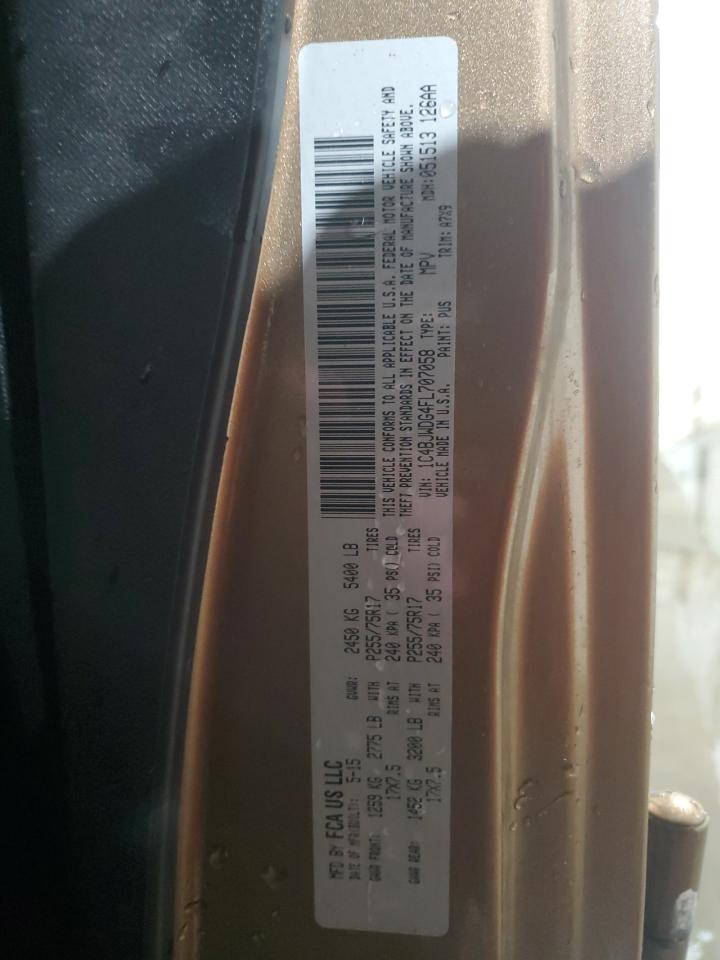 MFD BY FCA US LLC
DATE OF MFR(BUILT): 5-15 GVWR: 2450 KG 5400 LB
GAWR FRONT: 1259 KG 2775 LB WITH P255/75R17 TIRES
17X7.5 RIMS AT 240 KPA ( 35 PSI) COLD
GAWR REAR: 1452 KG 3200 LB WITH P255/75R17 TIRES
17X7.5 RIMS AT 240 KPA ( 35 PSI) COLD
THIS VEHICLE CONFORMS TO ALL APPLICABLE U.S.A. FEDERAL MOTOR VEHICLE SAFETY AND
THEFT PREVENTION STANDARDS IN EFFECT ON THE DATE OF MANUFACTURE SHOWN ABOVE.
VIN: 1C4BJWDG4FL707058 TYPE: MPV MDH:051513 126AA
VEHICLE MADE IN U.S.A. PAINT: PUS TRIM: A7X9